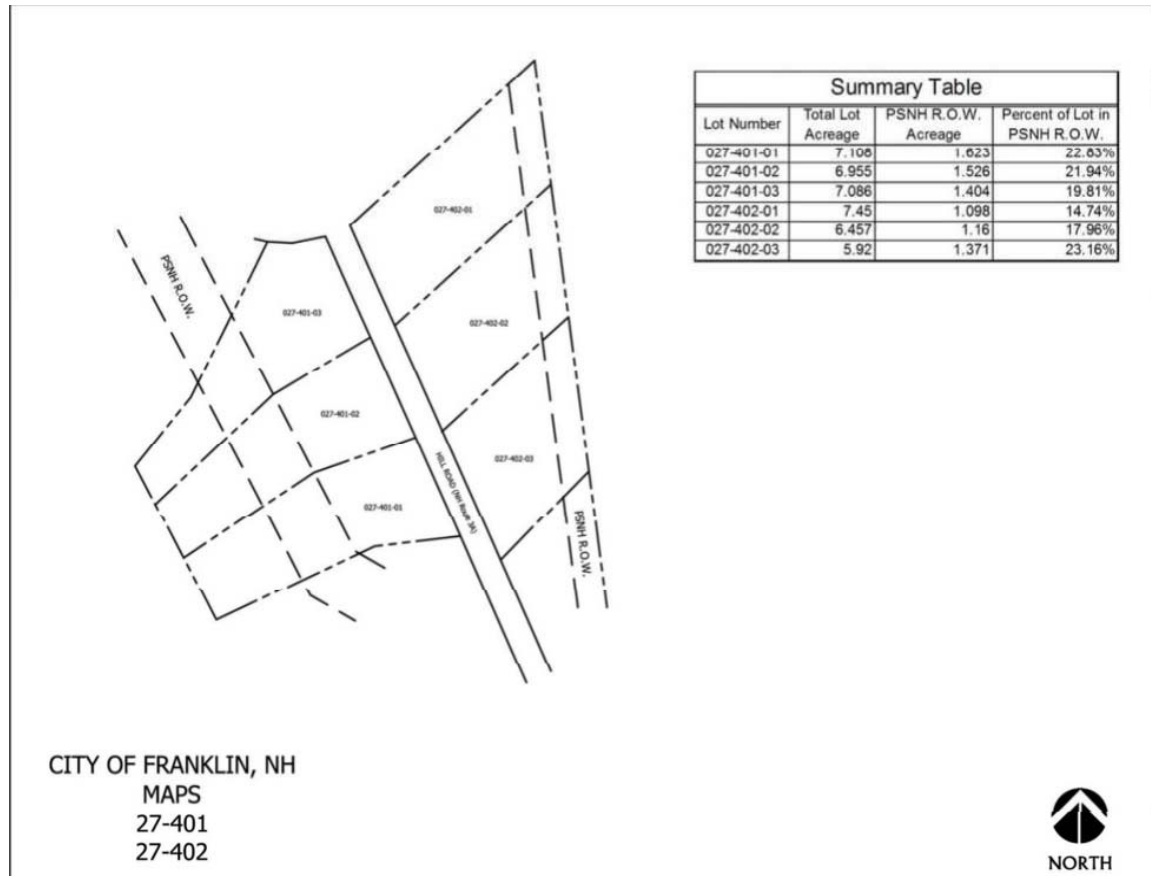 Summary Table
Lot Number Total Lot Acreage PSNH R.O.W. Acreage Percent of Lot in PSNH R.O.W.
027-401-01 7.108 1.623 22.83%
027-401-02 6.955 1.526 21.94%
027-401-03 7.086 1.404 19.81%
027-402-01 7.45 1.098 14.74%
027-402-02 6.457 1.16 17.96%
027-402-03 5.92 1.371 23.16%
027-402-01
PSNH R.O.W.
027-401-03
027-402-02
027-401-02
027-402-03
HILL ROAD (NH Route 3A)
027-401-01
PSNH R.O.W.
CITY OF FRANKLIN, NH
MAPS
27-401
27-402
NORTH